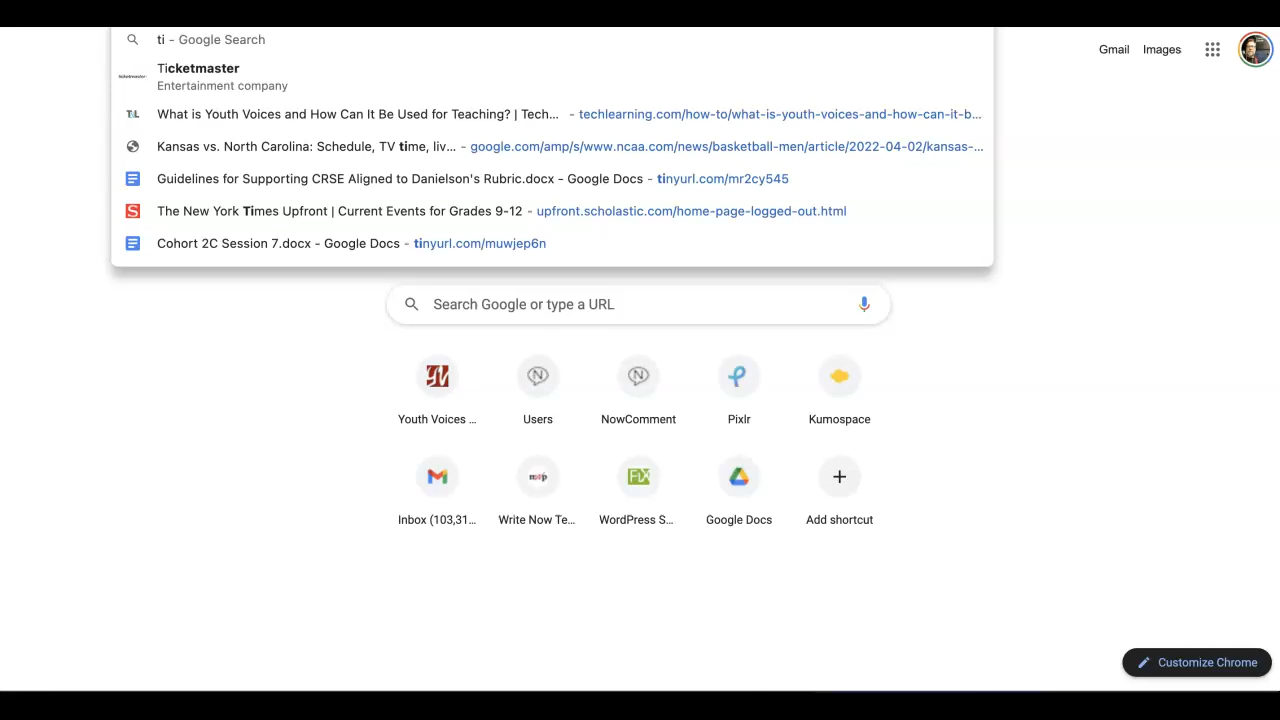 ti - Google Search
Ticketmaster
Entertainment company
What is Youth Voices and How Can It Be Used for Teaching? | Tech... - techlearning.com/how-to/what-is-youth-voices-and-how-can-it-b...
Kansas vs. North Carolina: Schedule, TV time, liv... - google.com/amp/s/www.ncaa.com/news/basketball-men/article/2022-04-02/kansas-...
Guidelines for Supporting CRSE Aligned to Danielson's Rubric.docx - Google Docs - tinyurl.com/mr2cy545
The New York Times Upfront | Current Events for Grades 9-12 - upfront.scholastic.com/home-page-logged-out.html
Cohort 2C Session 7.docx - Google Docs - tinyurl.com/muwjep6n
Gmail Images
Search Google or type a URL
Youth Voices ... Users NowComment Pixlr Kumospace
Inbox (103,31... Write Now Te... WordPress S... Google Docs Add shortcut
Customize Chrome